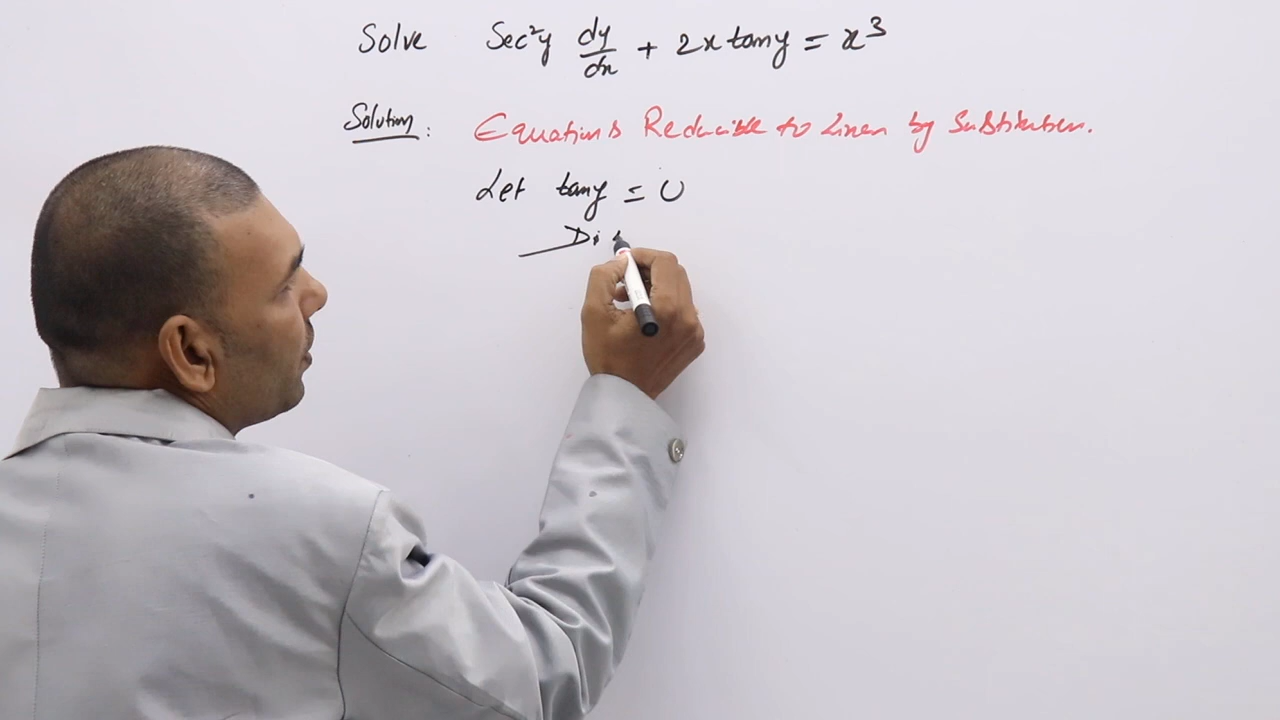 Solve Sec²y dy/dx + 2x tany = x³
Solution: Equations Reducible to Linear by Substitution.
Let tany = U
Di